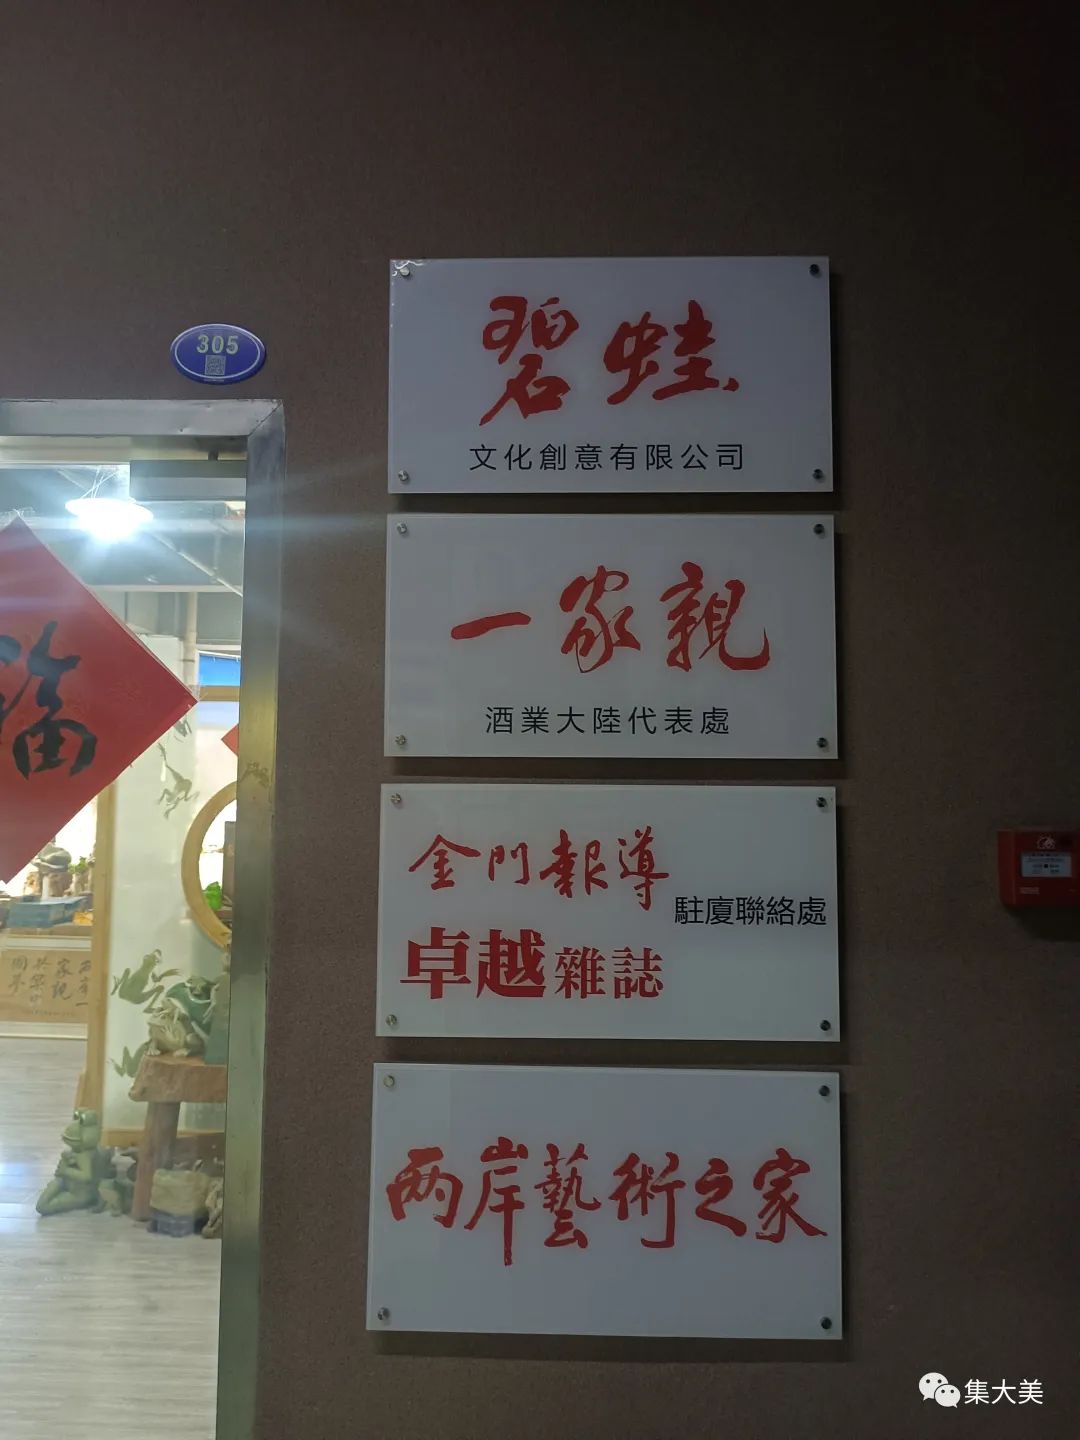 305
碧蛙
文化創意有限公司
一家親
酒業大陸代表處
金門報導
卓越雜誌
駐廈聯絡處
两岸藝術之家
福
集大美